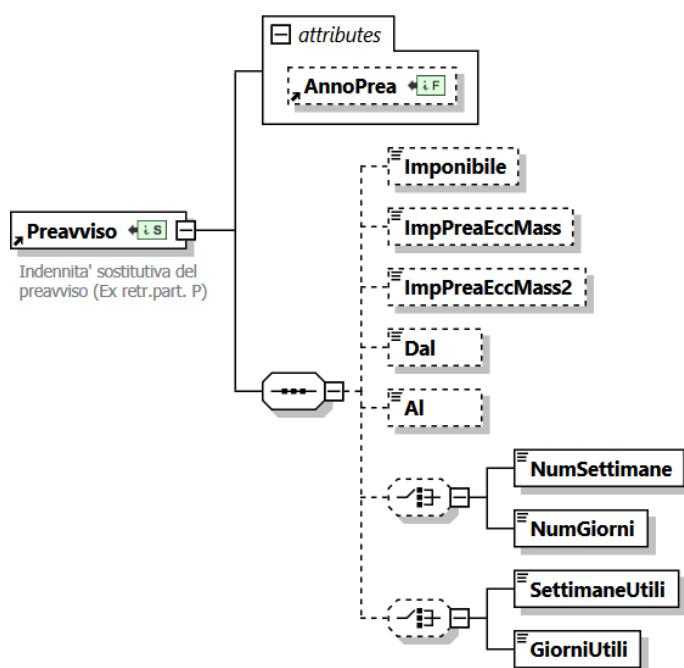 attributes
AnnoPrea i F
Preavviso i S
Indennita' sostitutiva del
preavviso (Ex retr.part. P)
Imponibile
ImpPreaEccMass
ImpPreaEccMass2
Dal
Al
NumSettimane
NumGiorni
SettimaneUtili
GiorniUtili